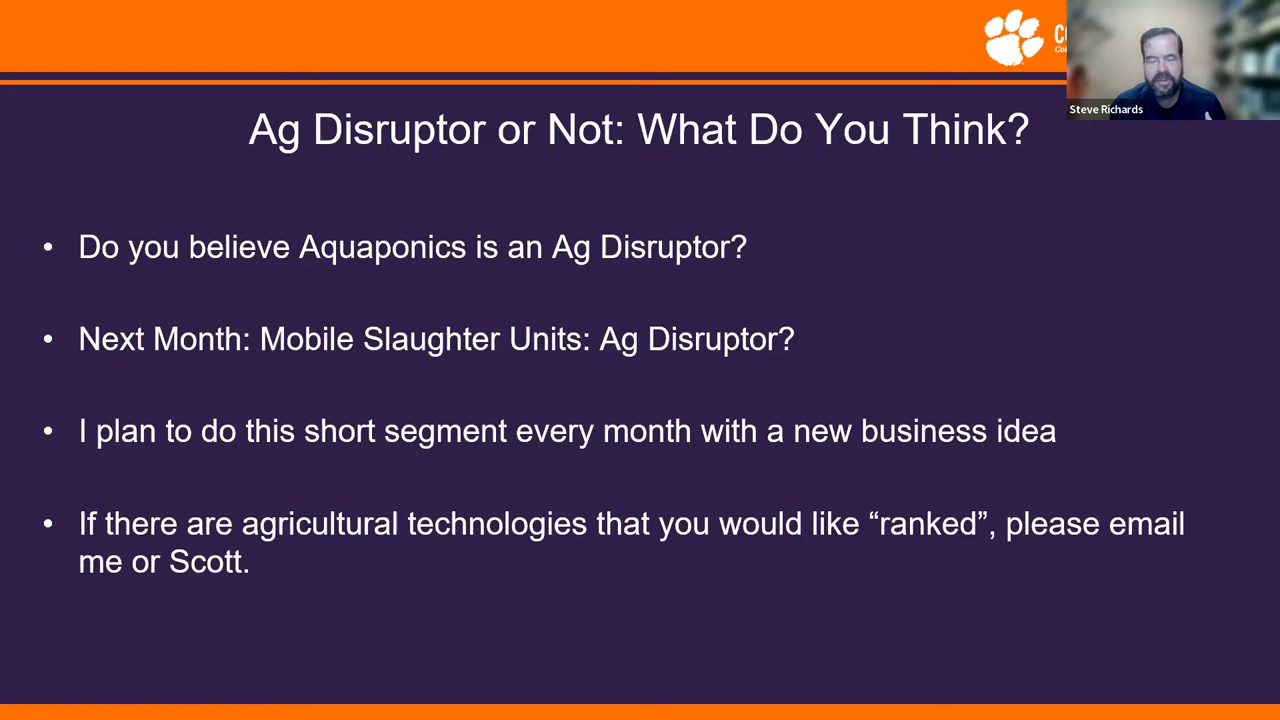 Steve Richards
Ag Disruptor or Not: What Do You Think?
• Do you believe Aquaponics is an Ag Disruptor?
• Next Month: Mobile Slaughter Units: Ag Disruptor?
• I plan to do this short segment every month with a new business idea
• If there are agricultural technologies that you would like “ranked”, please email
me or Scott.